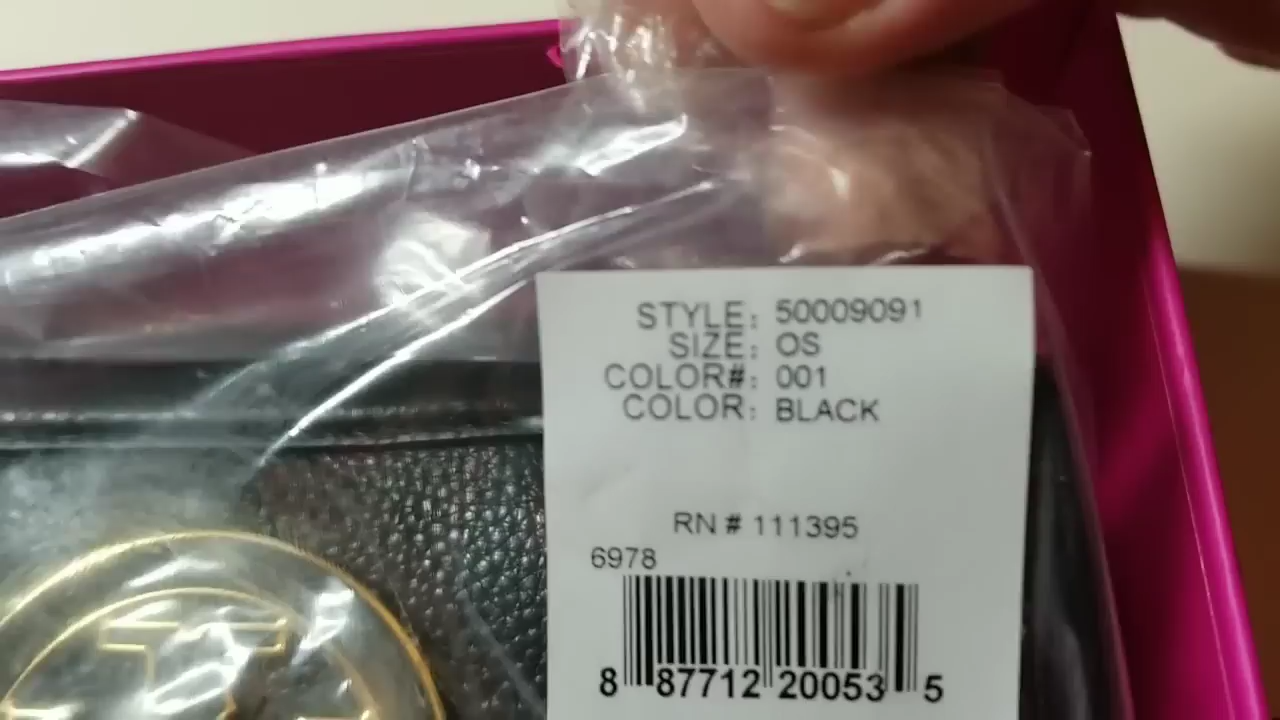 STYLE: 50009091
SIZE: OS
COLOR#: 001
COLOR: BLACK
RN # 111395
6978
8 87712 20053 5